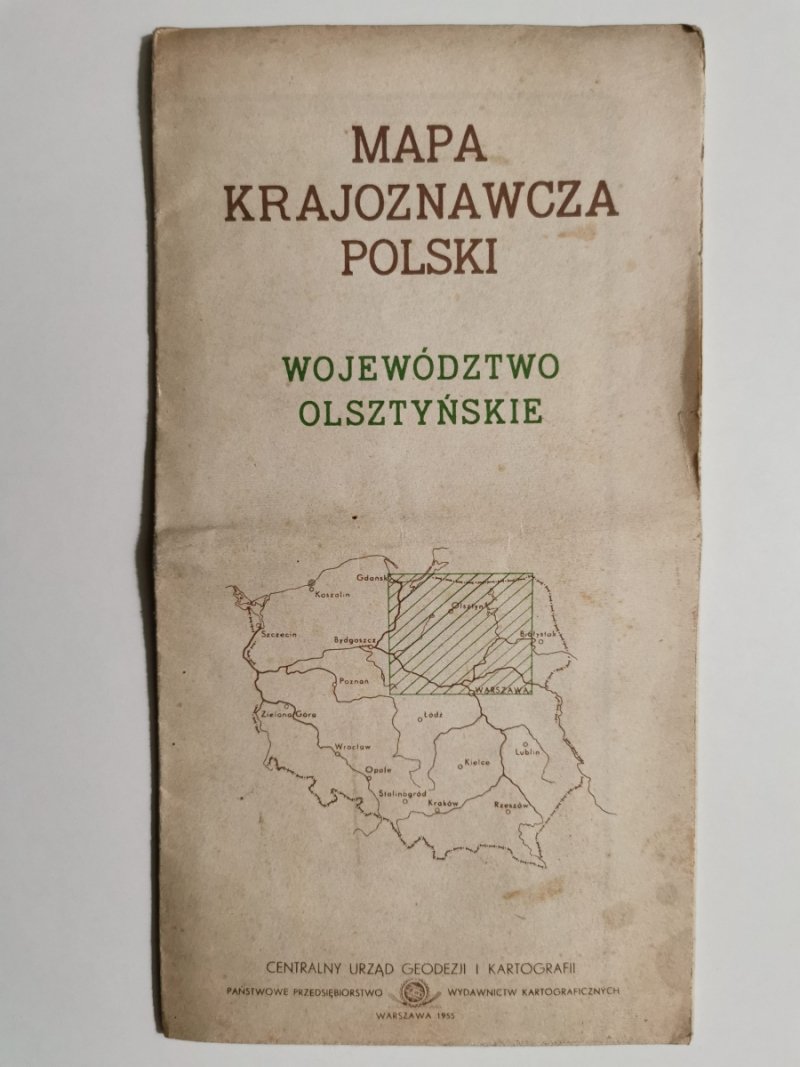 MAPA
KRAJOZNAWCZA
POLSKI
WOJEWÓDZTWO
OLSZTYŃSKIE
Gdańsk
Koszalin
Olsztyn
Szczecin
Bydgoszcz
Białystok
Poznań
WARSZAWA
Zielona Góra
Łódź
Wrocław
Lublin
Opole
Kielce
Stalinogród
Kraków
Rzeszów
CENTRALNY URZĄD GEODEZJI I KARTOGRAFII
PAŃSTWOWE PRZEDSIĘBIORSTWO WYDAWNICTW KARTOGRAFICZNYCH
WARSZAWA 1955